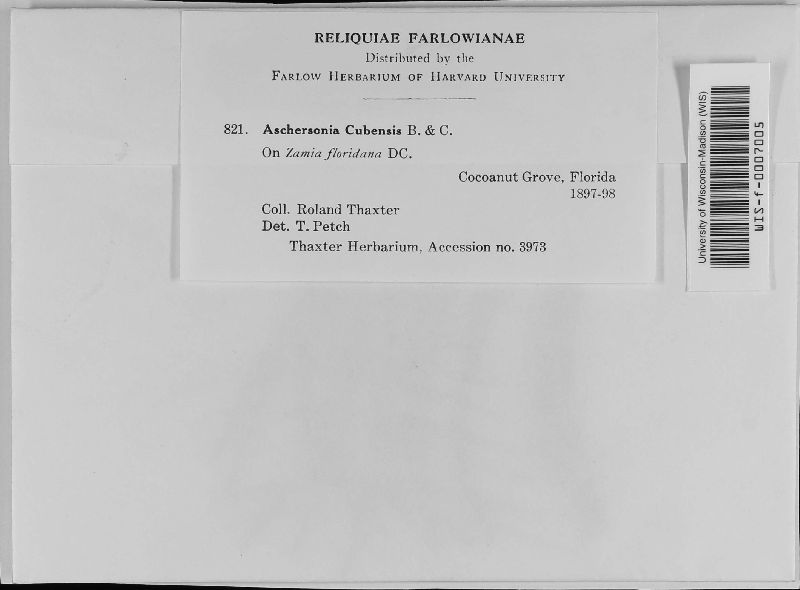 RELIQUIAE FARLOWIANAE
Distributed by the
FARLOW HERBARIUM OF HARVARD UNIVERSITY
821. Aschersonia Cubensis B. & C.
On Zamia floridana DC.
Cocoanut Grove, Florida
1897-98
Coll. Roland Thaxter
Det. T. Petch
Thaxter Herbarium, Accession no. 3973
University of Wisconsin-Madison (WIS)
WIS-f-0007005